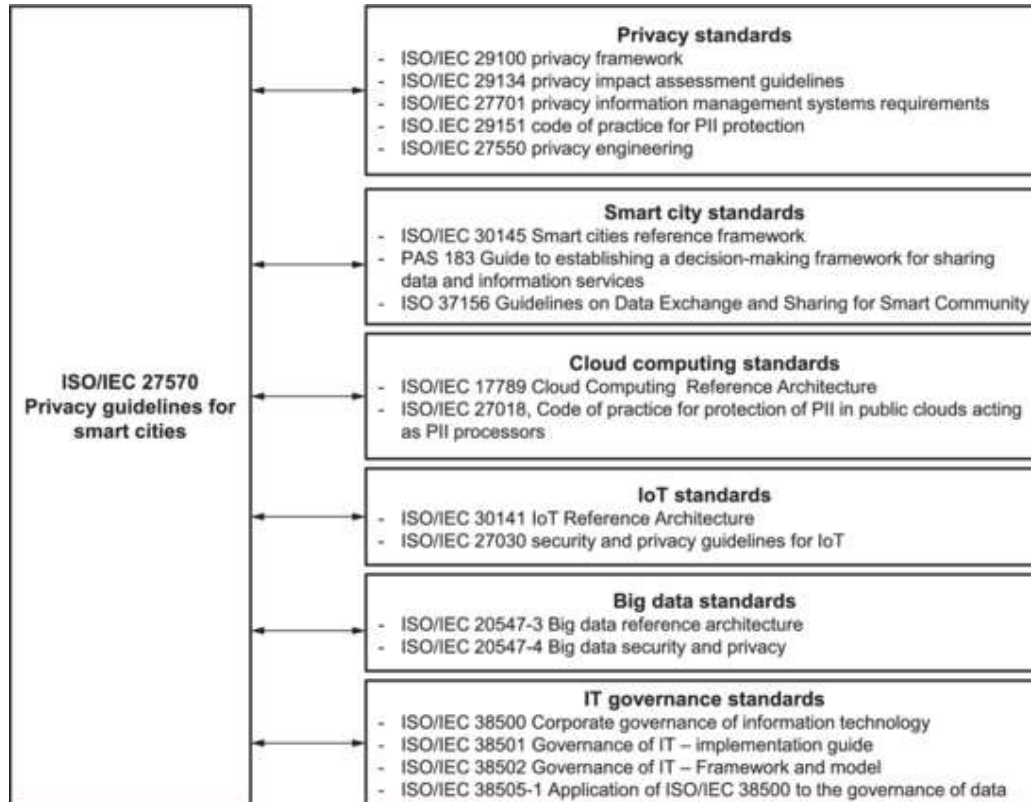 ISO/IEC 27570
Privacy guidelines for
smart cities
Privacy standards
- ISO/IEC 29100 privacy framework
- ISO/IEC 29134 privacy impact assessment guidelines
- ISO/IEC 27701 privacy information management systems requirements
- ISO.IEC 29151 code of practice for PII protection
- ISO/IEC 27550 privacy engineering
Smart city standards
- ISO/IEC 30145 Smart cities reference framework
- PAS 183 Guide to establishing a decision-making framework for sharing
data and information services
- ISO 37156 Guidelines on Data Exchange and Sharing for Smart Community
Cloud computing standards
- ISO/IEC 17789 Cloud Computing Reference Architecture
- ISO/IEC 27018, Code of practice for protection of PII in public clouds acting
as PII processors
IoT standards
- ISO/IEC 30141 IoT Reference Architecture
- ISO/IEC 27030 security and privacy guidelines for IoT
Big data standards
- ISO/IEC 20547-3 Big data reference architecture
- ISO/IEC 20547-4 Big data security and privacy
IT governance standards
- ISO/IEC 38500 Corporate governance of information technology
- ISO/IEC 38501 Governance of IT – implementation guide
- ISO/IEC 38502 Governance of IT – Framework and model
- ISO/IEC 38505-1 Application of ISO/IEC 38500 to the governance of data